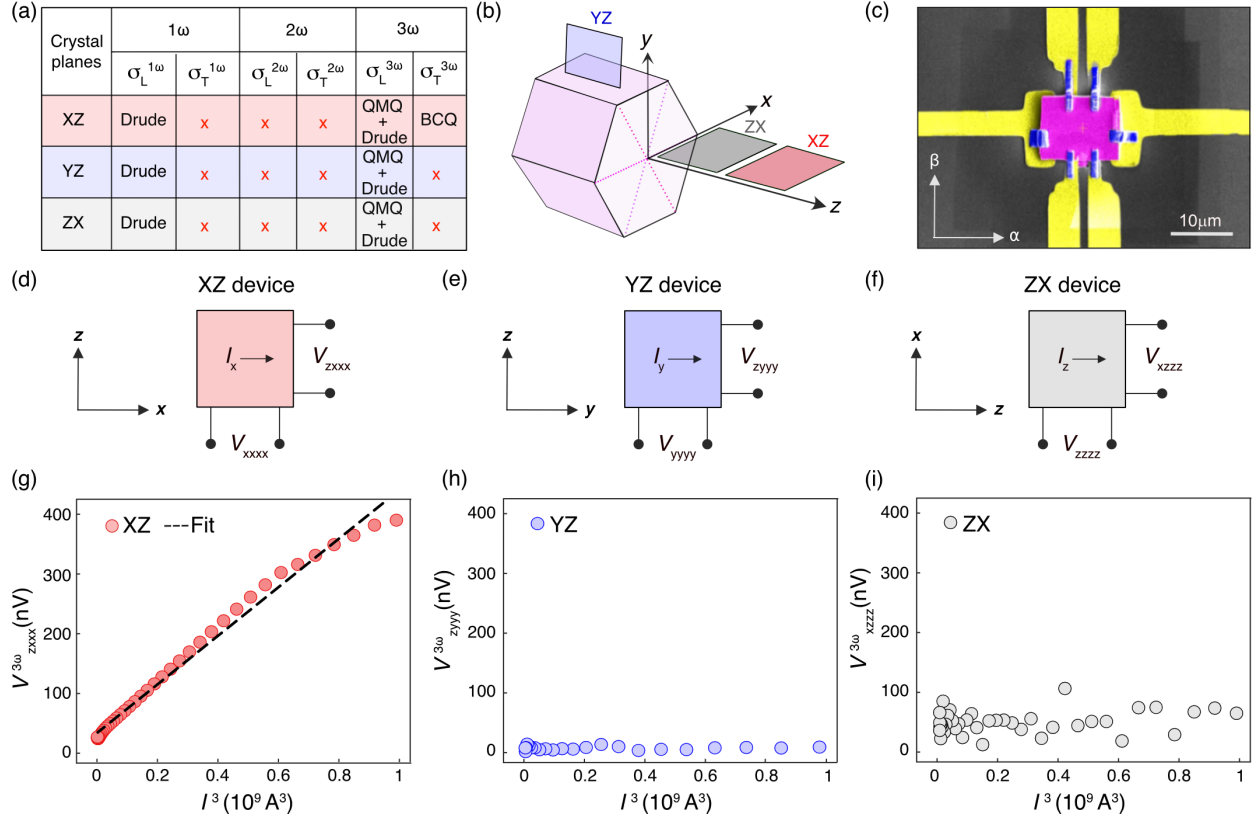 (a)
Crystal planes 1ω 2ω 3ω
σL1ω σT1ω σL2ω σT2ω σL3ω σT3ω
XZ Drude x x x QMQ + Drude BCQ
YZ Drude x x x QMQ + Drude x
ZX Drude x x x QMQ + Drude x
(b)
YZ
y
x
ZX
XZ
z
(c)
β
α
10μm
(d) XZ device
z
Ix
Vzxxx
x
Vxxxx
(e) YZ device
z
Iy
Vzyyy
y
Vyyyy
(f) ZX device
x
Iz
Vxzzz
z
Vzzzz
(g)
XZ ---Fit
400
300
200
100
0
V3ωzxxx(nV)
0 0.2 0.4 0.6 0.8 1
I3 (109 A3)
(h)
YZ
400
300
200
100
0
V3ωzyyy(nV)
0 0.2 0.4 0.6 0.8 1
I3 (109 A3)
(i)
ZX
400
300
200
100
0
V3ωxzzz(nV)
0 0.2 0.4 0.6 0.8 1
I3 (109 A3)